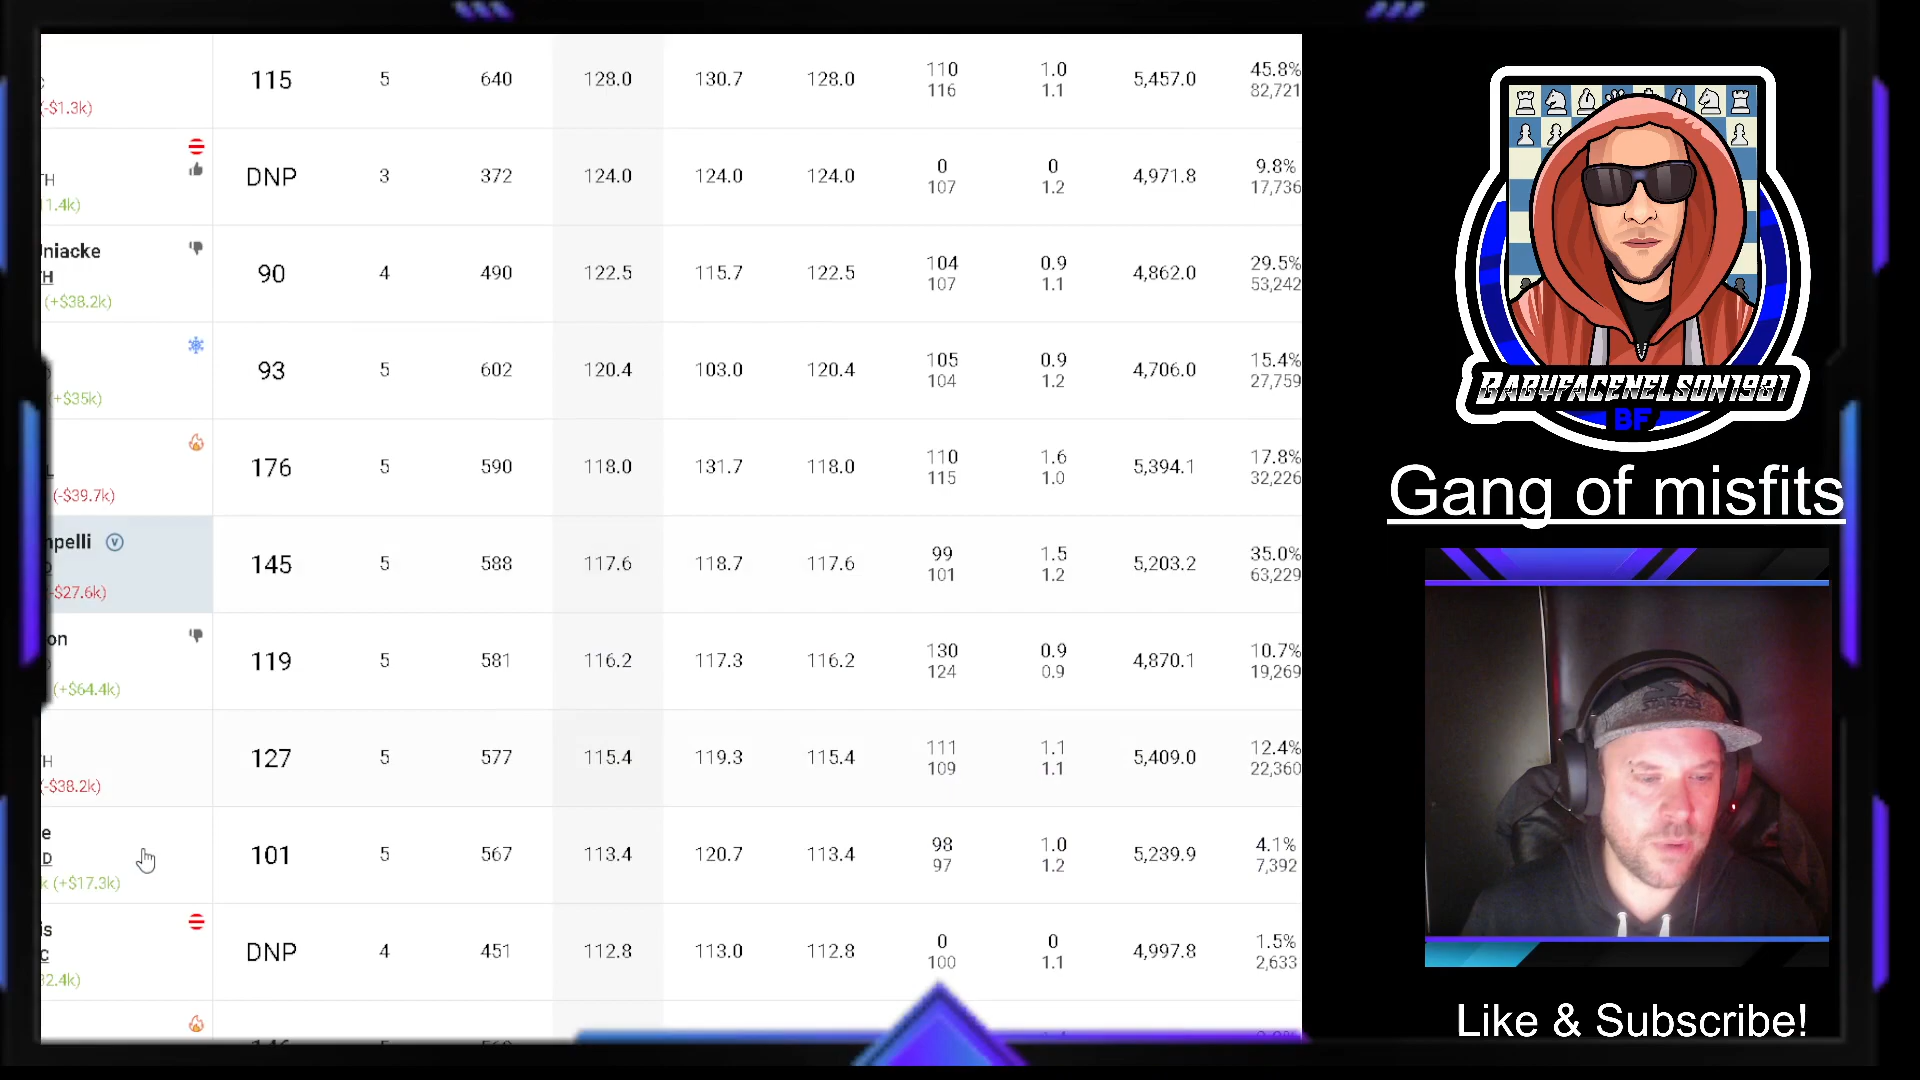 (-$1.3k)
115 5 640 128.0 130.7 128.0 110 116 1.0 1.1 5,457.0 45.8% 82,721
DNP 3 372 124.0 124.0 124.0 0 107 0 1.2 4,971.8 9.8% 17,736
TH
1.4k)
niacke
H
(+$38.2k)
90 4 490 122.5 115.7 122.5 104 107 0.9 1.1 4,862.0 29.5% 53,242
93 5 602 120.4 103.0 120.4 105 104 0.9 1.2 4,706.0 15.4% 27,759
(+$35k)
176 5 590 118.0 131.7 118.0 110 115 1.6 1.0 5,394.1 17.8% 32,226
(-$39.7k)
npelli V
145 5 588 117.6 118.7 117.6 99 101 1.5 1.2 5,203.2 35.0% 63,229
-$27.6k)
on
119 5 581 116.2 117.3 116.2 130 124 0.9 0.9 4,870.1 10.7% 19,269
(+$64.4k)
127 5 577 115.4 119.3 115.4 111 109 1.1 1.1 5,409.0 12.4% 22,360
TH
(-$38.2k)
e
D
101 5 567 113.4 120.7 113.4 98 97 1.0 1.2 5,239.9 4.1% 7,392
k (+$17.3k)
is
C
DNP 4 451 112.8 113.0 112.8 0 100 0 1.1 4,997.8 1.5% 2,633
32.4k)
BABYFACENELSON1981
BF
Gang of misfits
Like & Subscribe!